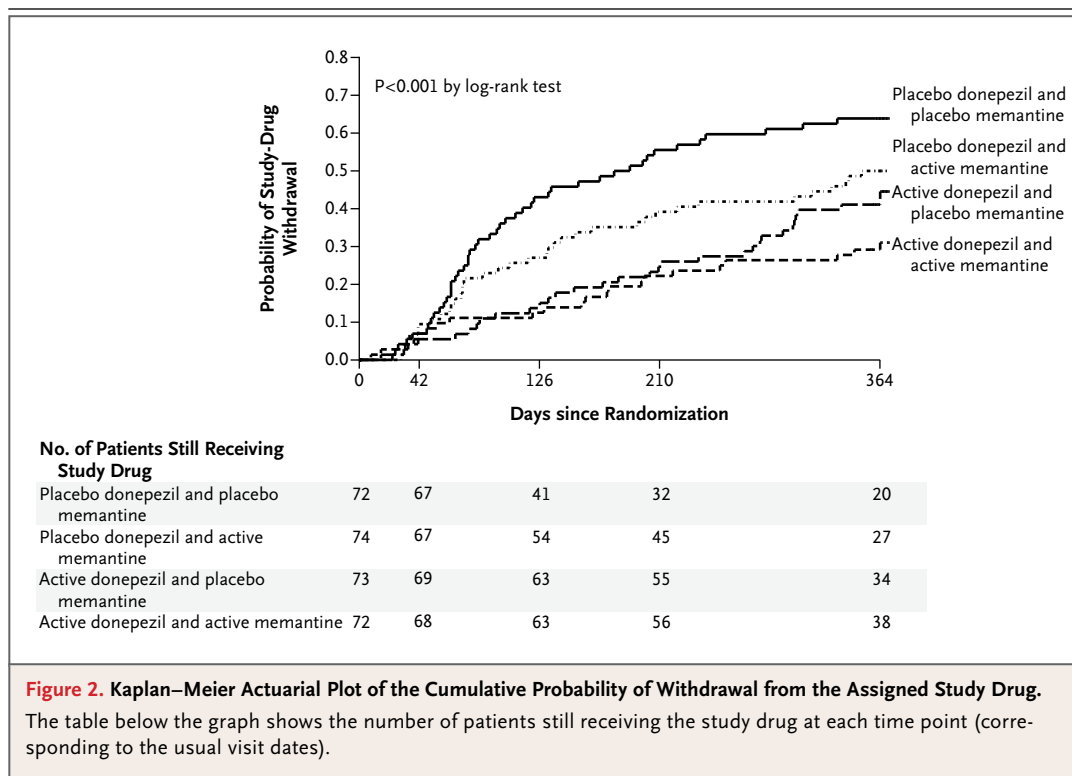 0.8
0.7
0.6
0.5
0.4
0.3
0.2
0.1
0.0
Probability of Study-Drug
Withdrawal
P<0.001 by log-rank test
Placebo donepezil and
placebo memantine
Placebo donepezil and
active memantine
Active donepezil and
placebo memantine
Active donepezil and
active memantine
0 42 126 210 364
Days since Randomization
No. of Patients Still Receiving
Study Drug
Placebo donepezil and placebo 72 67 41 32 20
memantine
Placebo donepezil and active 74 67 54 45 27
memantine
Active donepezil and placebo 73 69 63 55 34
memantine
Active donepezil and active memantine 72 68 63 56 38
Figure 2. Kaplan–Meier Actuarial Plot of the Cumulative Probability of Withdrawal from the Assigned Study Drug.
The table below the graph shows the number of patients still receiving the study drug at each time point (corre-
sponding to the usual visit dates).